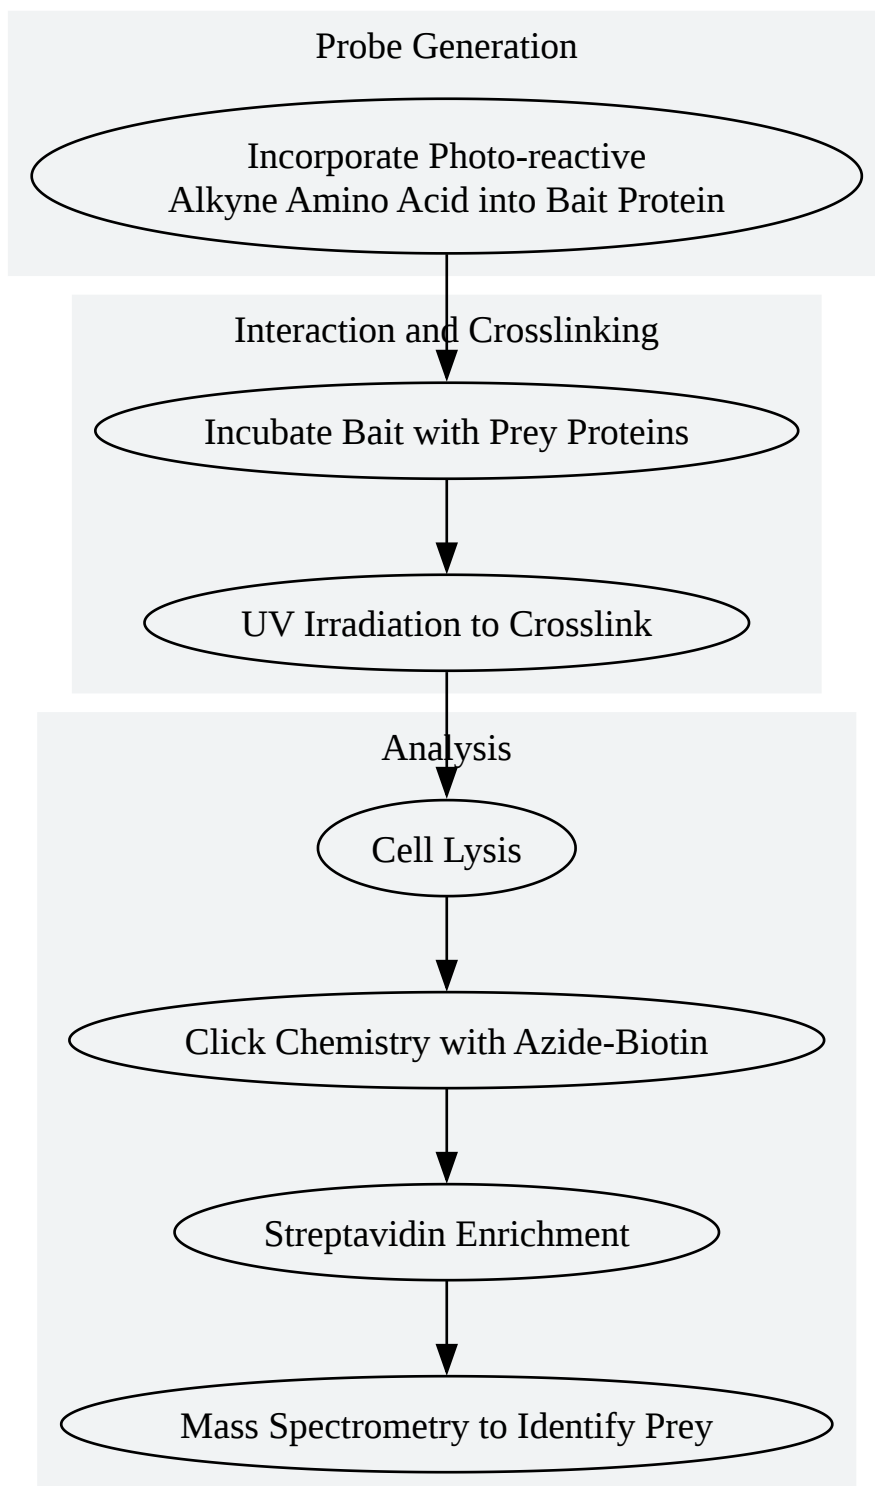 Probe Generation
Incorporate Photo-reactive
Alkyne Amino Acid into Bait Protein
Interaction and Crosslinking
Incubate Bait with Prey Proteins
UV Irradiation to Crosslink
Analysis
Cell Lysis
Click Chemistry with Azide-Biotin
Streptavidin Enrichment
Mass Spectrometry to Identify Prey